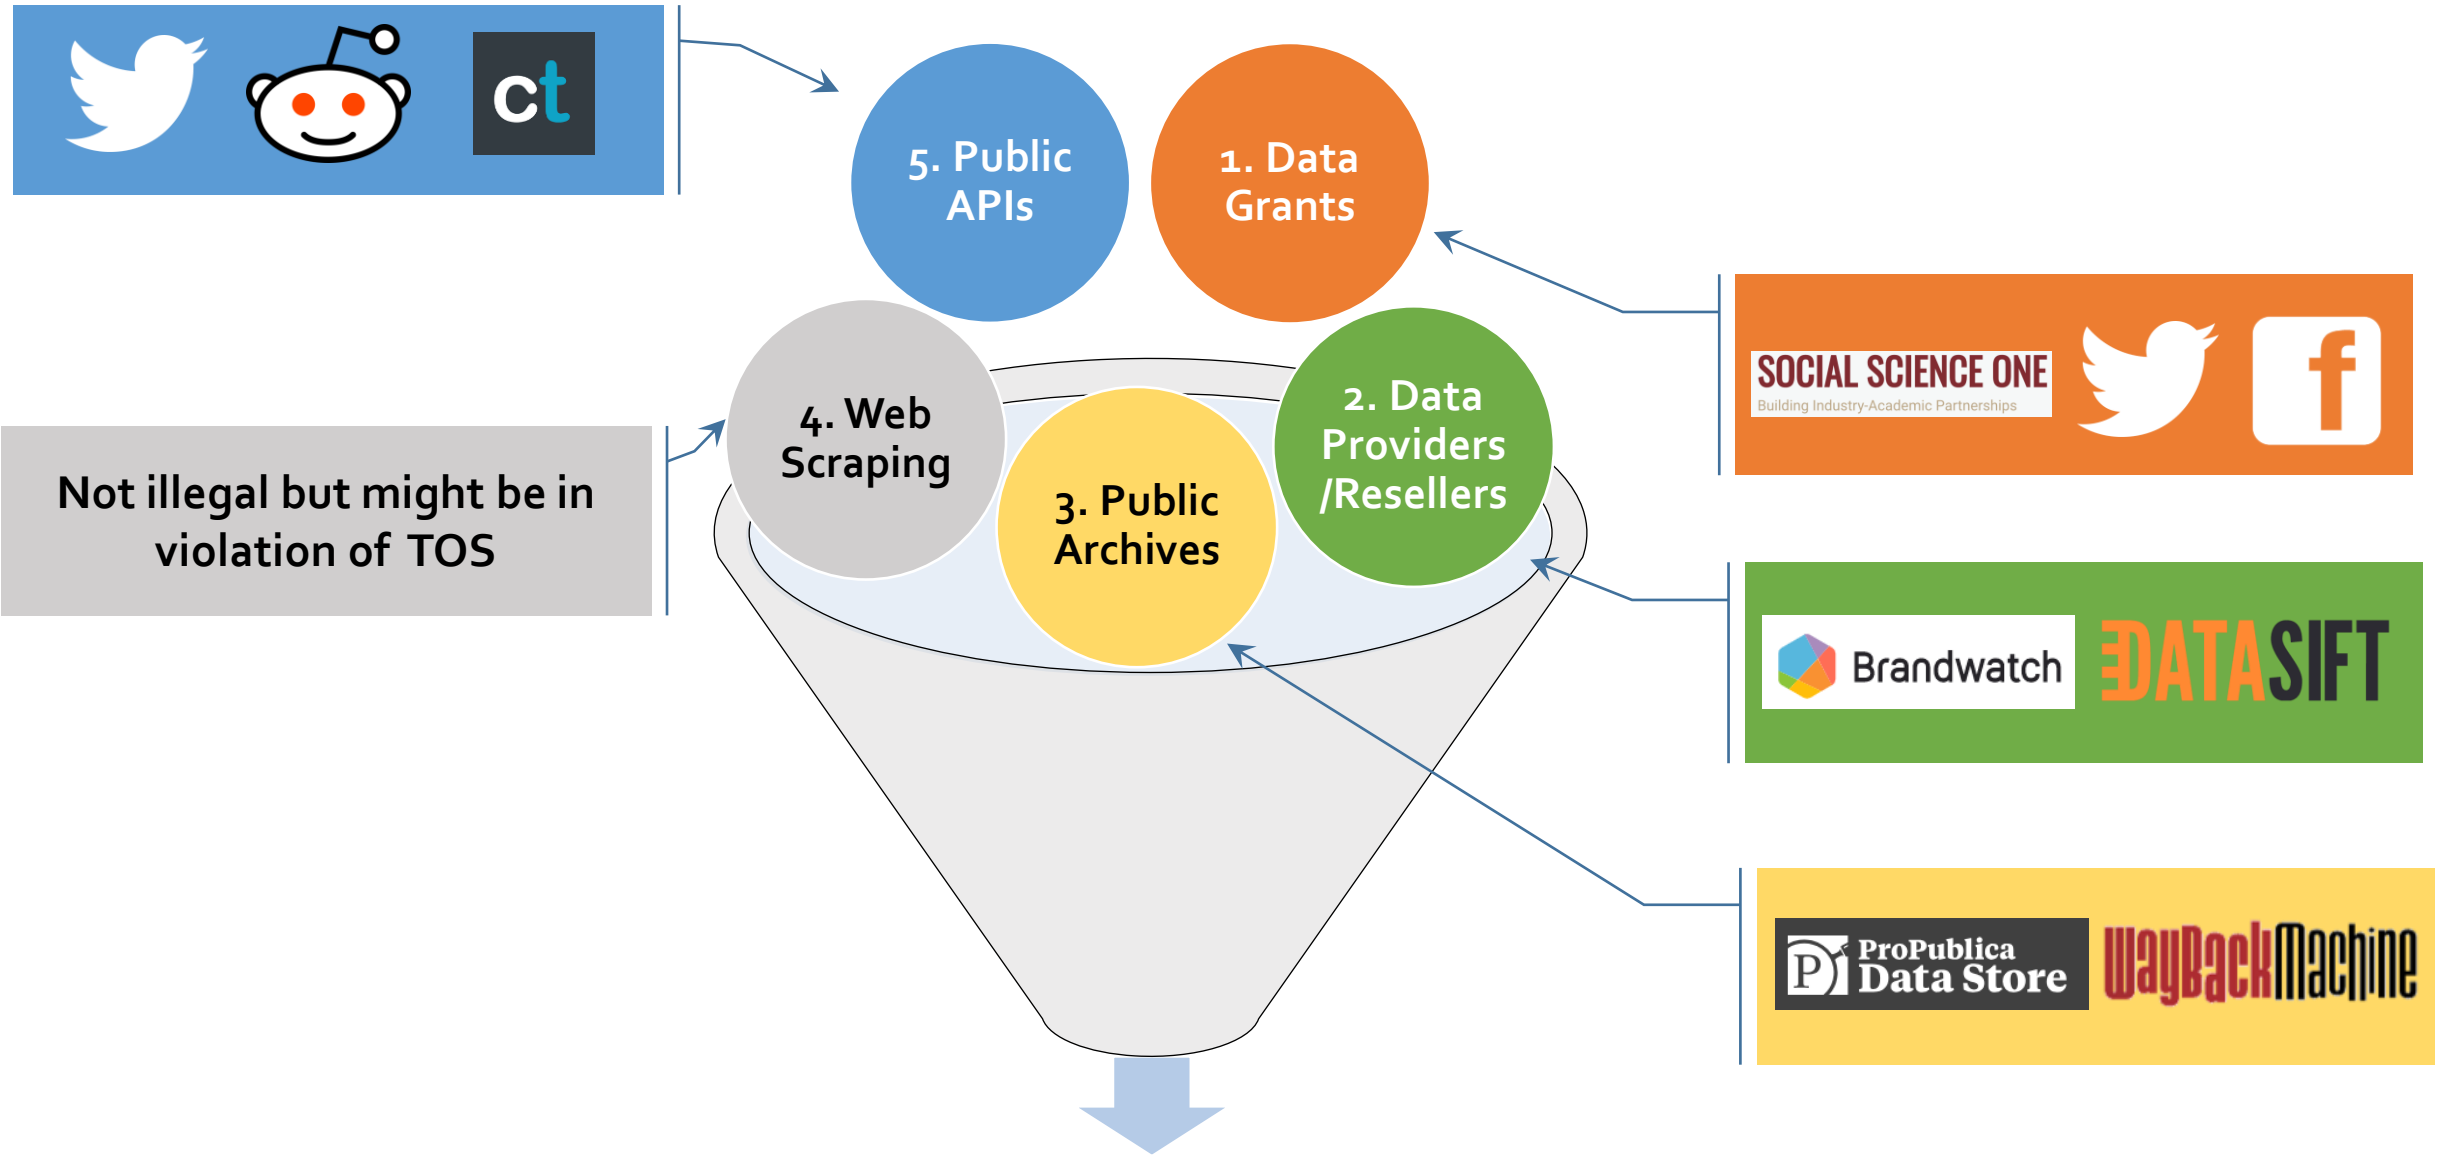 ct
5. Public
APIs
1. Data
Grants
SOCIAL SCIENCE ONE
Building Industry-Academic Partnerships
f
4. Web
Scraping
2. Data
Providers
/Resellers
Not illegal but might be in
violation of TOS
3. Public
Archives
Brandwatch
DATASIFT
P
ProPublica
Data Store
WayBackMachine